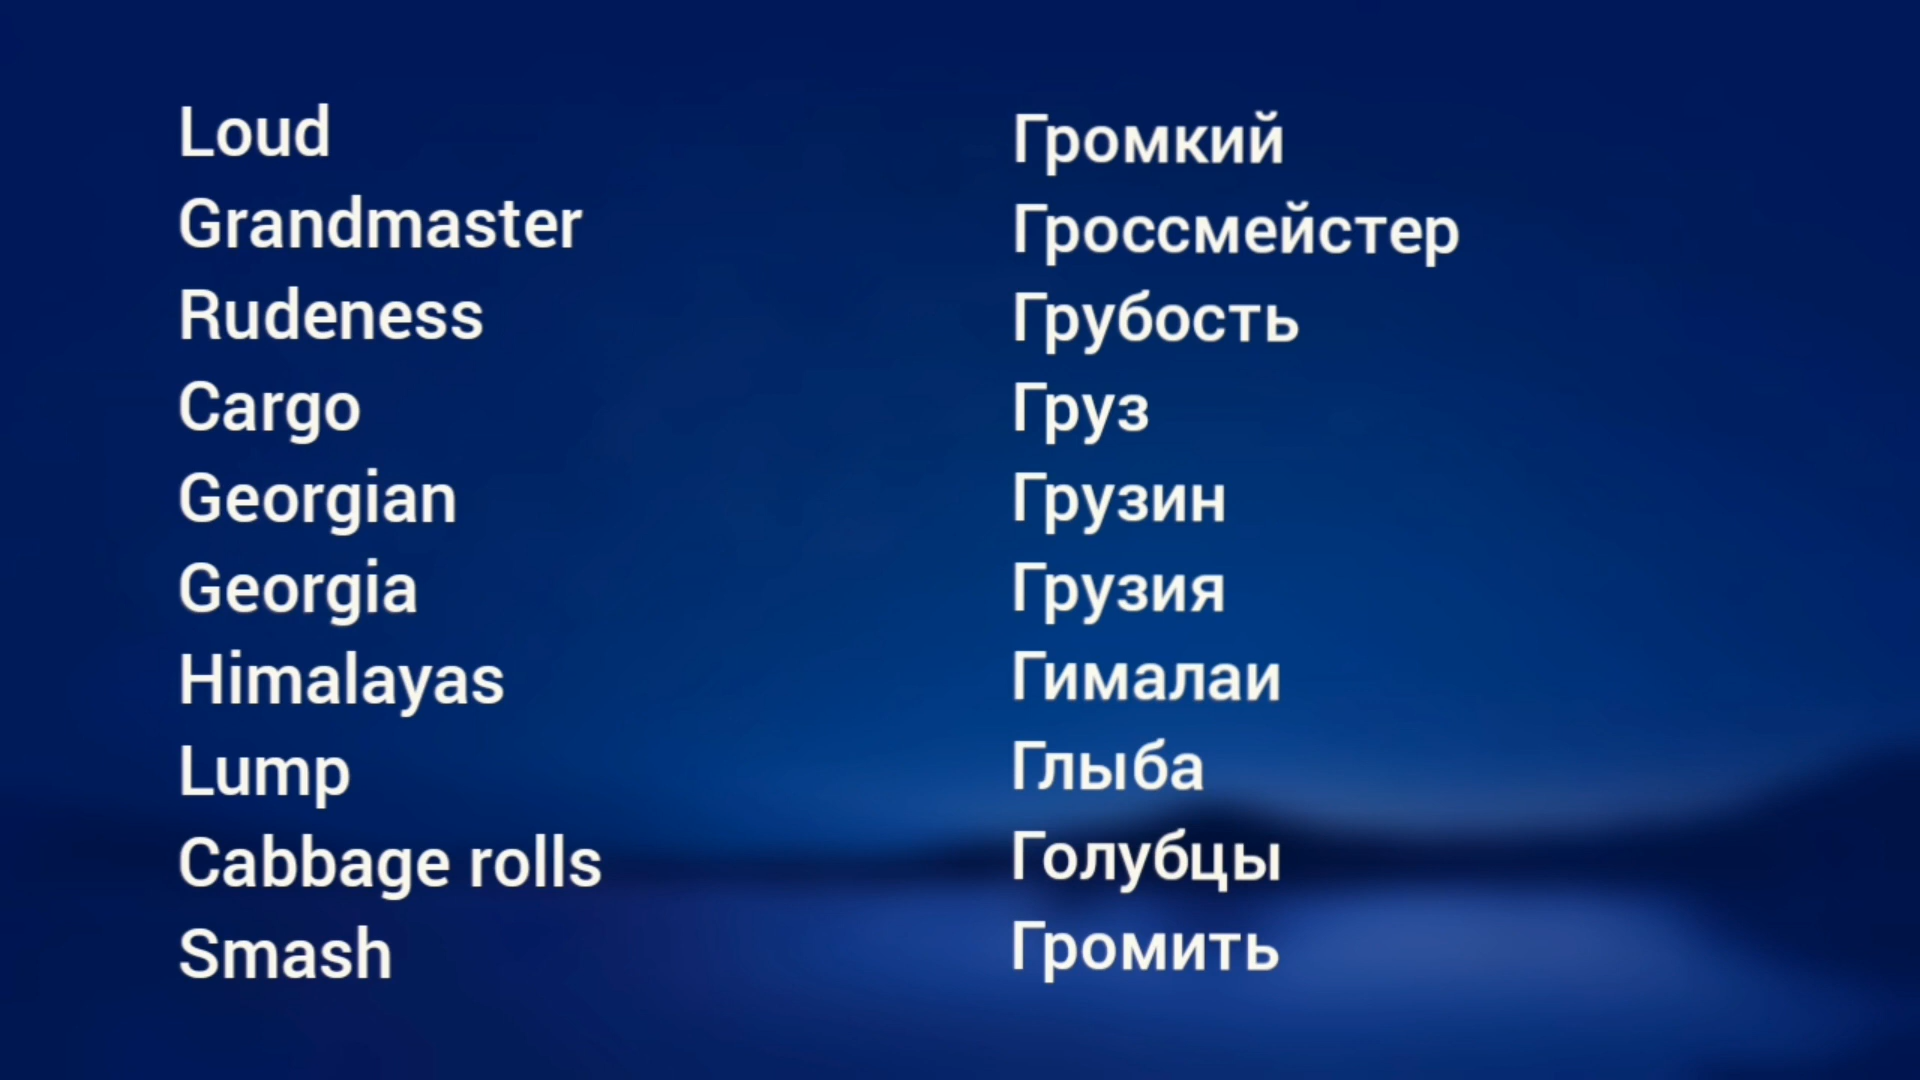 Loud
Grandmaster
Rudeness
Cargo
Georgian
Georgia
Himalayas
Lump
Cabbage rolls
Smash
Громкий
Гроссмейстер
Грубость
Груз
Грузин
Грузия
Гималаи
Глыба
Голубцы
Громить